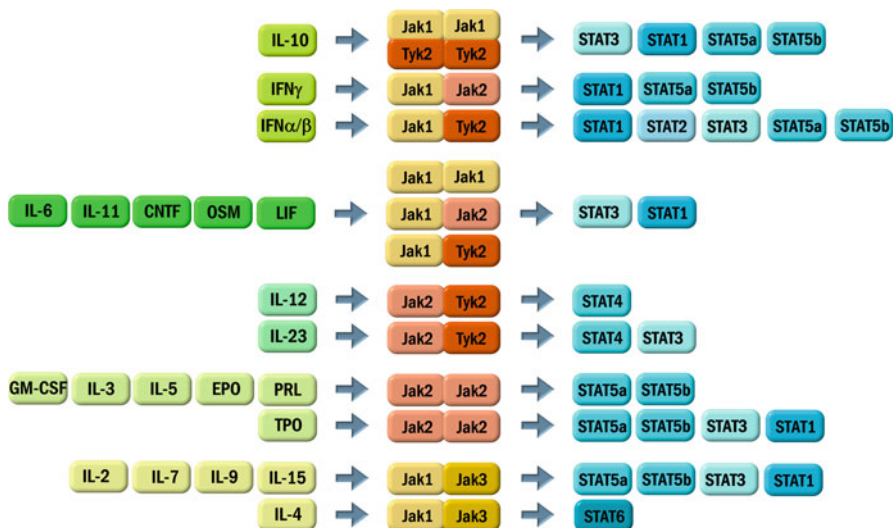 IL-10 Jak1 Jak1 STAT3 STAT1 STAT5a STAT5b
Tyk2 Tyk2
IFNγ Jak1 Jak2 STAT1 STAT5a STAT5b
IFNα/β Jak1 Tyk2 STAT1 STAT2 STAT3 STAT5a STAT5b
Jak1 Jak1
IL-6 IL-11 CNTF OSM LIF Jak1 Jak2 STAT3 STAT1
Jak1 Tyk2
IL-12 Jak2 Tyk2 STAT4
IL-23 Jak2 Tyk2 STAT4 STAT3
GM-CSF IL-3 IL-5 EPO PRL Jak2 Jak2 STAT5a STAT5b
TPO Jak2 Jak2 STAT5a STAT5b STAT3 STAT1
IL-2 IL-7 IL-9 IL-15 Jak1 Jak3 STAT5a STAT5b STAT3 STAT1
IL-4 Jak1 Jak3 STAT6